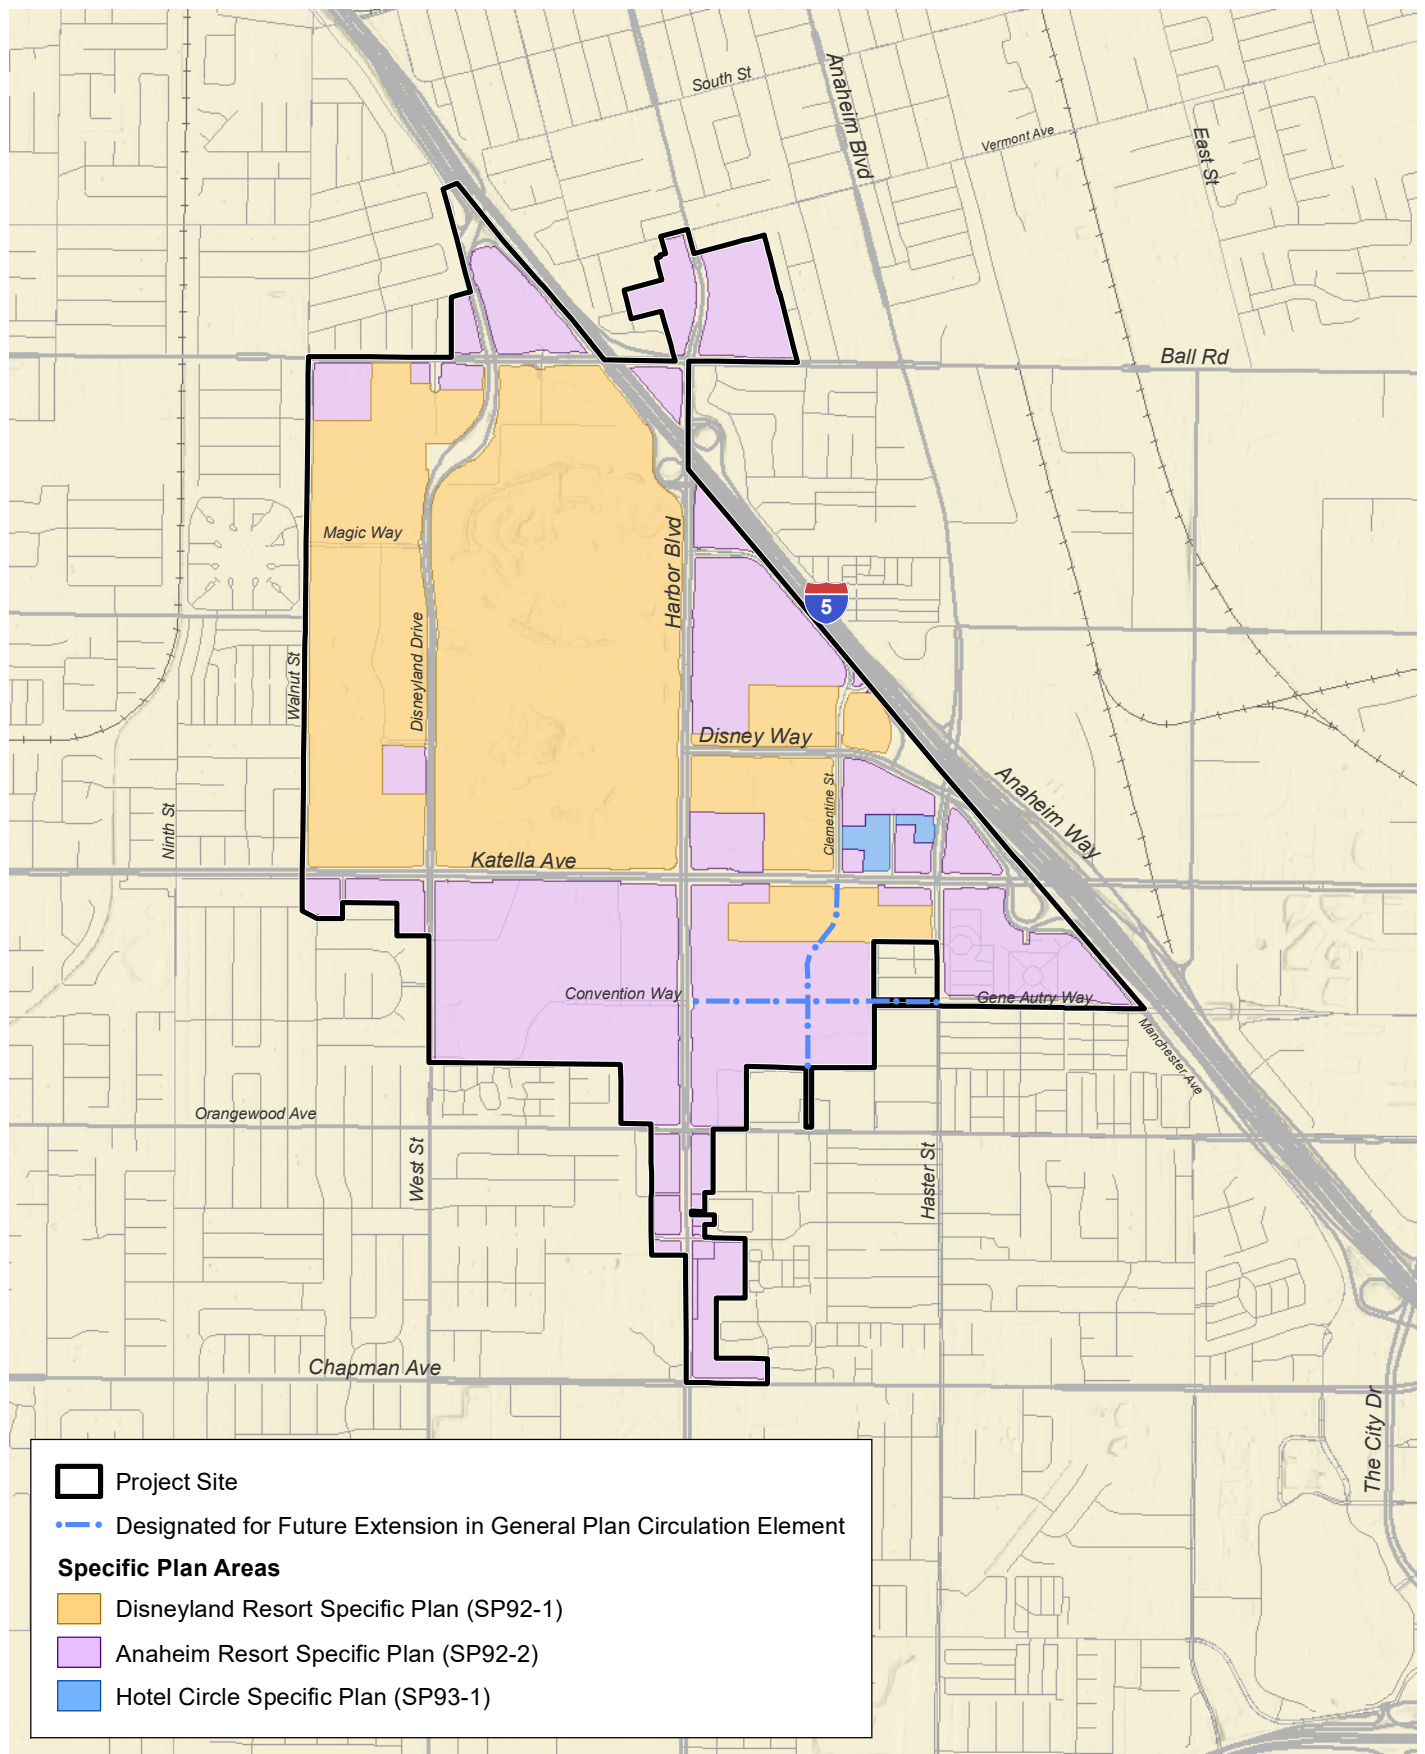 South St
Anaheim Blvd
Vermont Ave
East St
Ball Rd
Magic Way
Harbor Blvd
5
Walnut St
Disneyland Drive
Disney Way
Clementine St
Anaheim Way
Ninth St
Katella Ave
Convention Way
Gene Autry Way
Manchester Ave
Orangewood Ave
West St
Haster St
Chapman Ave
The City Dr
Project Site
Designated for Future Extension in General Plan Circulation Element
Specific Plan Areas
Disneyland Resort Specific Plan (SP92-1)
Anaheim Resort Specific Plan (SP92-2)
Hotel Circle Specific Plan (SP93-1)